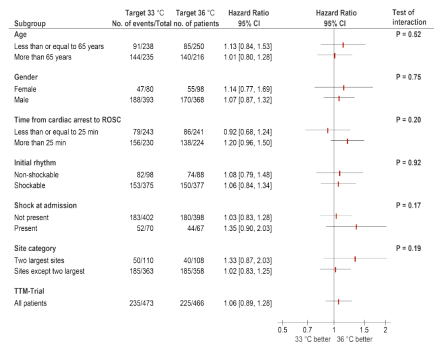 Target 33 °C Target 36 °C Hazard Ratio Hazard Ratio Test of
Subgroup No. of events/Total no. of patients 95% CI 95% CI interaction
Age P = 0.52
Less than or equal to 65 years 91/238 85/250 1.13 [0.84, 1.53]
More than 65 years 144/235 140/216 1.01 [0.80, 1.28]
Gender P = 0.75
Female 47/80 55/98 1.14 [0.77, 1.69]
Male 188/393 170/368 1.07 [0.87, 1.32]
Time from cardiac arrest to ROSC P = 0.20
Less than or equal to 25 min 79/243 86/241 0.92 [0.68, 1.24]
More than 25 min 156/230 138/224 1.20 [0.96, 1.50]
Initial rhythm P = 0.92
Non-shockable 82/98 74/88 1.08 [0.79, 1.48]
Shockable 153/375 150/377 1.06 [0.84, 1.34]
Shock at admission P = 0.17
Not present 183/402 180/398 1.03 [0.83, 1.28]
Present 52/70 44/67 1.35 [0.90, 2.03]
Site category P = 0.19
Two largest sites 50/110 40/108 1.33 [0.87, 2.03]
Sites except two largest 185/363 185/358 1.02 [0.83, 1.25]
TTM-Trial
All patients 235/473 225/466 1.06 [0.89, 1.28]
0.5 0.7 1 1.5 2
33 °C better 36 °C better